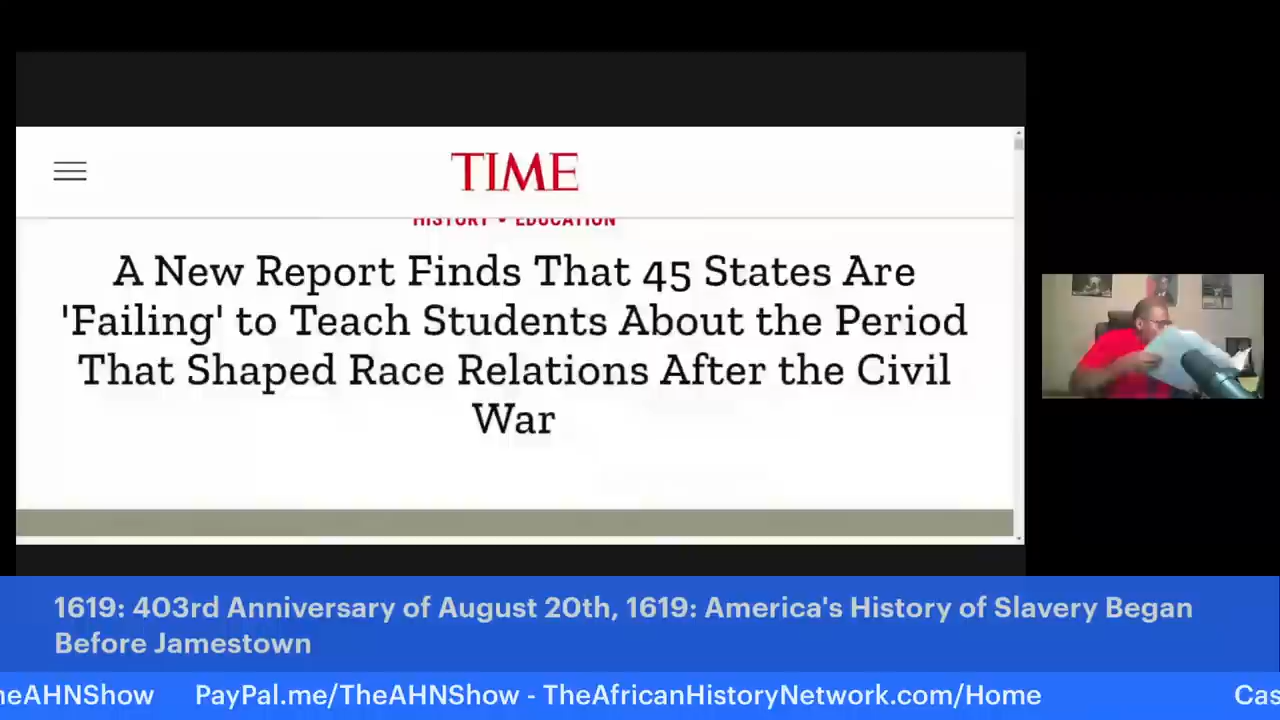 TIME
HISTORY • EDUCATION
A New Report Finds That 45 States Are
'Failing' to Teach Students About the Period
That Shaped Race Relations After the Civil
War
1619: 403rd Anniversary of August 20th, 1619: America's History of Slavery Began
Before Jamestown
heAHNShow PayPal.me/TheAHNShow - TheAfricanHistoryNetwork.com/Home Cas